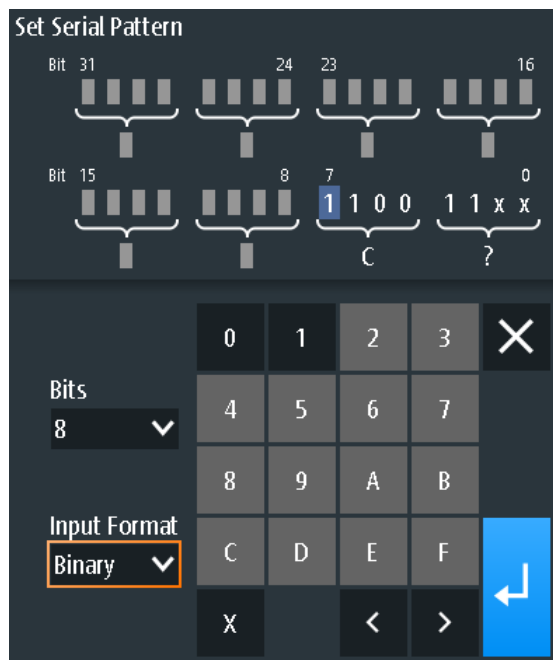 Set Serial Pattern
Bit 31 24 23 16
Bit 15 8 7 0
1 1 0 0 1 1 x x
C ?
0 1 2 3
Bits
8
4 5 6 7
8 9 A B
Input Format
Binary
C D E F
X < >